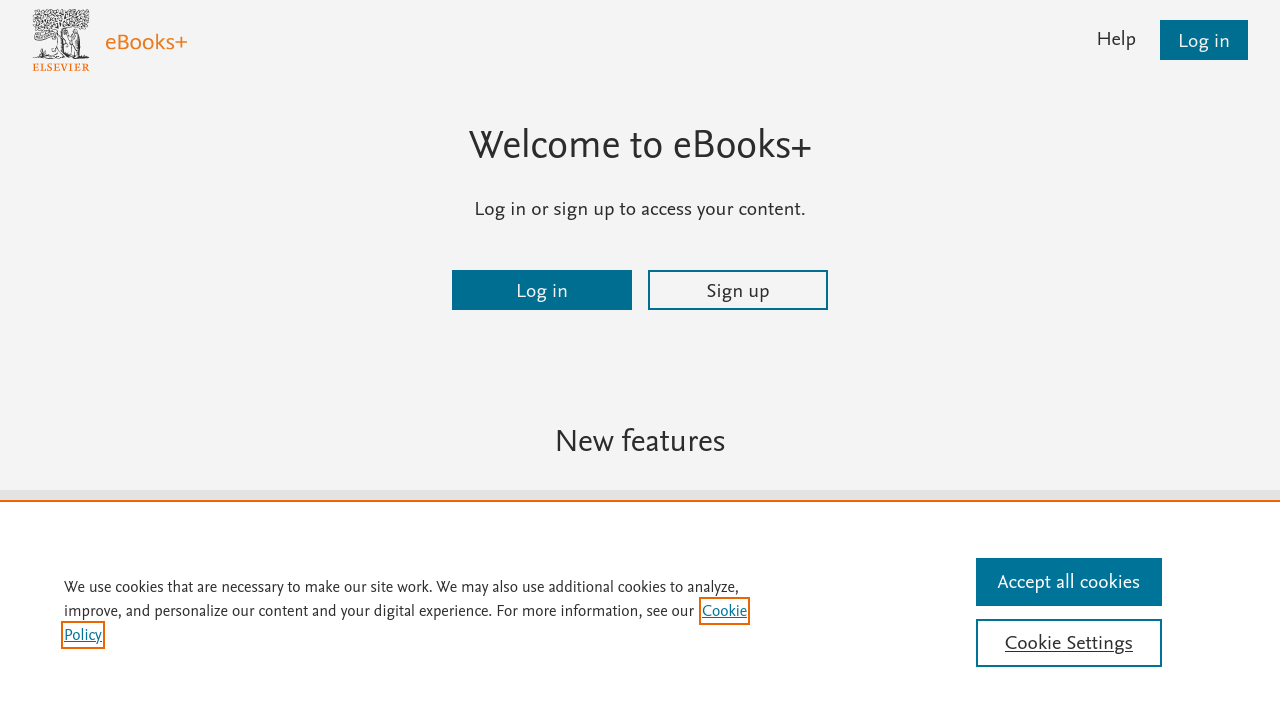 ELSEVIER
eBooks+
Help
Log in
Welcome to eBooks+
Log in or sign up to access your content.
Log in
Sign up
New features
We use cookies that are necessary to make our site work. We may also use additional cookies to analyze,
improve, and personalize our content and your digital experience. For more information, see our Cookie
Policy
Accept all cookies
Cookie Settings